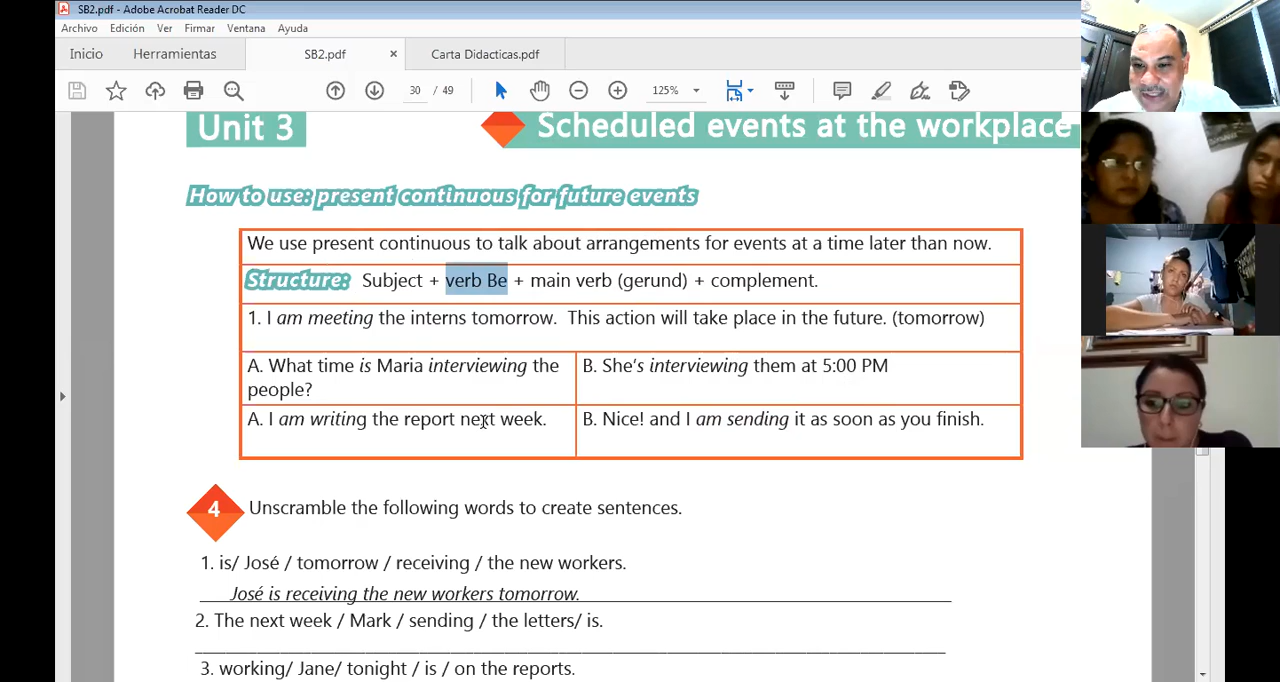 SB2.pdf - Adobe Acrobat Reader DC
Archivo Edición Ver Firmar Ventana Ayuda
Inicio Herramientas SB2.pdf × Carta Didacticas.pdf
30 / 49 125%
Unit 3 Scheduled events at the workplace
How to use: present continuous for future events
We use present continuous to talk about arrangements for events at a time later than now.
Structure: Subject + verb Be + main verb (gerund) + complement.
1. I am meeting the interns tomorrow. This action will take place in the future. (tomorrow)
A. What time is Maria interviewing the people?
B. She's interviewing them at 5:00 PM
A. I am writing the report next week.
B. Nice! and I am sending it as soon as you finish.
4 Unscramble the following words to create sentences.
1. is/ José / tomorrow / receiving / the new workers.
José is receiving the new workers tomorrow.
2. The next week / Mark / sending / the letters/ is.
3. working/ Jane/ tonight / is / on the reports.